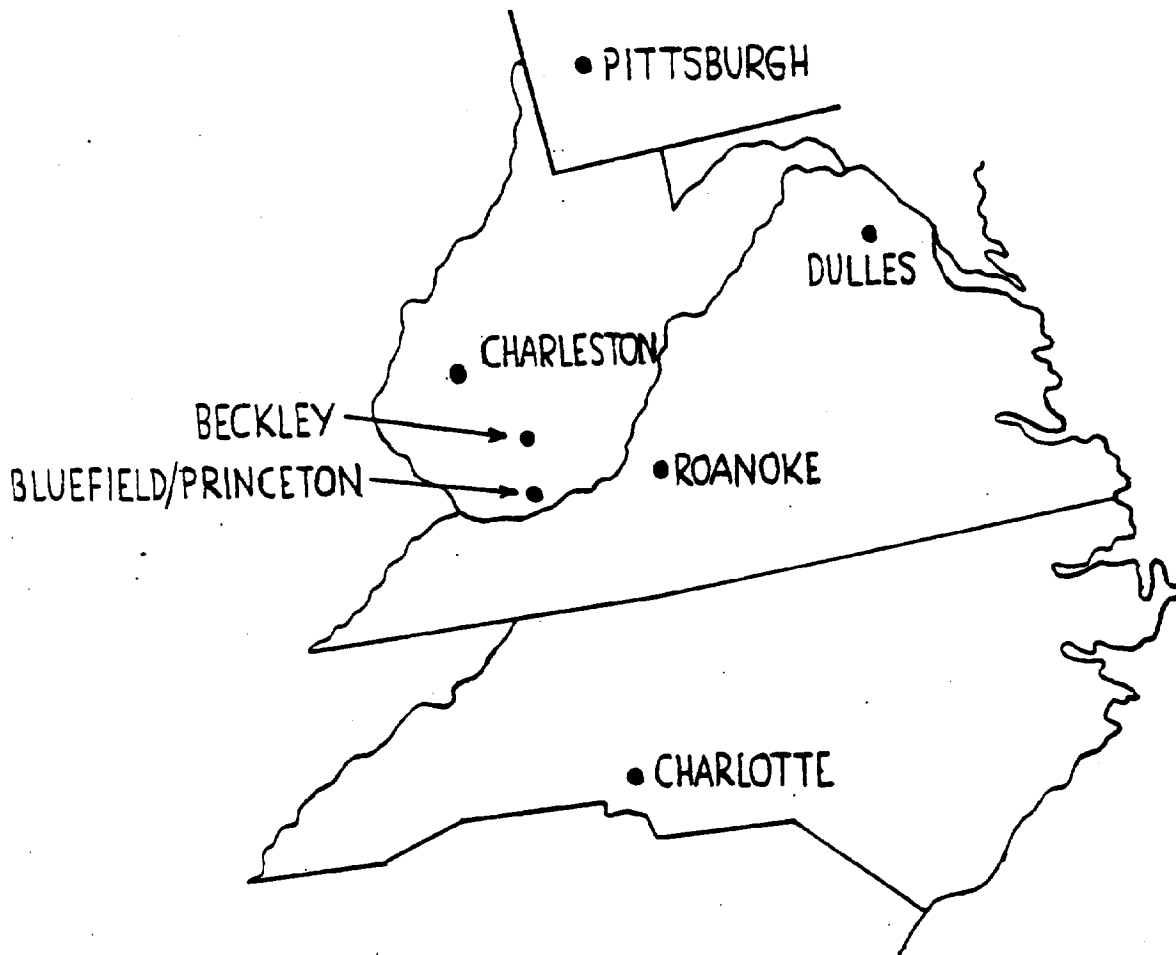 PITTSBURGH
DULLES
CHARLESTON
BECKLEY
BLUEFIELD/PRINCETON
ROANOKE
CHARLOTTE